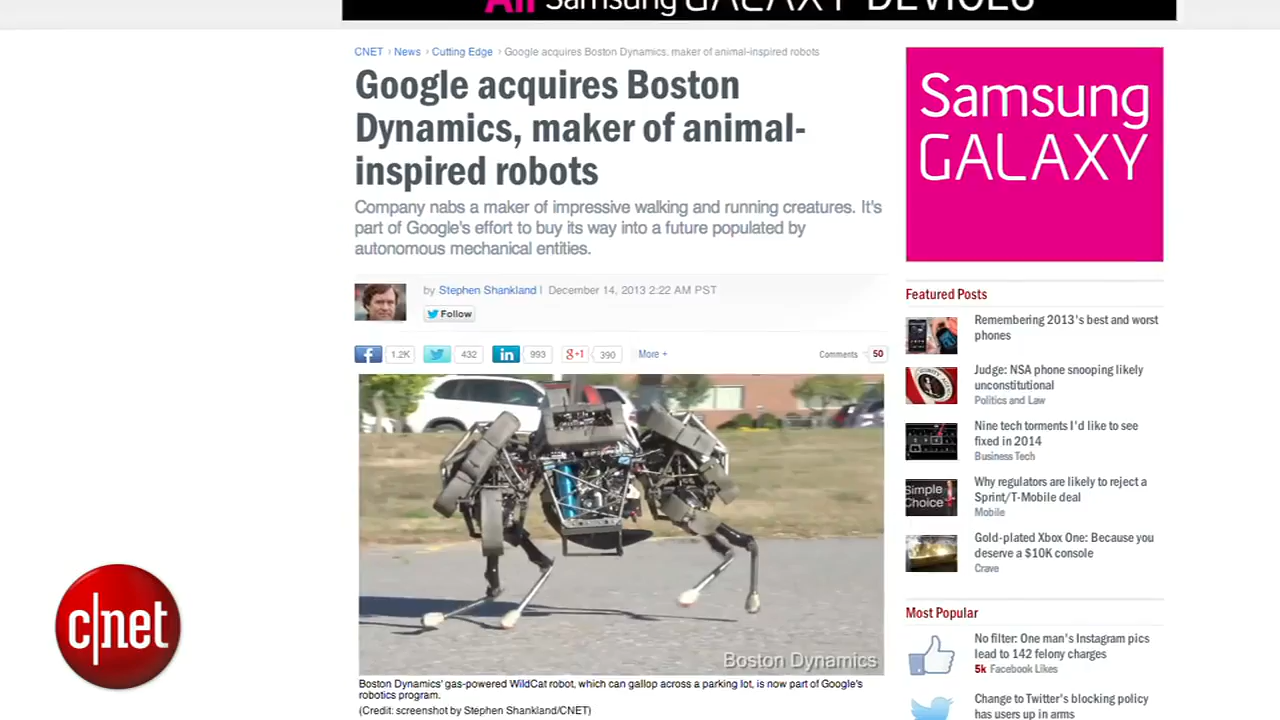 All Samsung GALAXY DEVICES
CNET › News › Cutting Edge › Google acquires Boston Dynamics, maker of animal-inspired robots
Google acquires Boston
Dynamics, maker of animal-
inspired robots
Company nabs a maker of impressive walking and running creatures. It's
part of Google's effort to buy its way into a future populated by
autonomous mechanical entities.
by Stephen Shankland | December 14, 2013 2:22 AM PST
Follow
1.2K 432 in 993 g+1 390 More + Comments 50
Boston Dynamics
Boston Dynamics' gas-powered WildCat robot, which can gallop across a parking lot, is now part of Google's
robotics program.
(Credit: screenshot by Stephen Shankland/CNET)
Samsung
GALAXY
Featured Posts
Remembering 2013's best and worst
phones
Judge: NSA phone snooping likely
unconstitutional
Politics and Law
Nine tech torments I'd like to see
fixed in 2014
Business Tech
Simple
Choice
Why regulators are likely to reject a
Sprint/T-Mobile deal
Mobile
Gold-plated Xbox One: Because you
deserve a $10K console
Crave
Most Popular
No filter: One man's Instagram pics
lead to 142 felony charges
5k Facebook Likes
Change to Twitter's blocking policy
has users up in arms
c|net